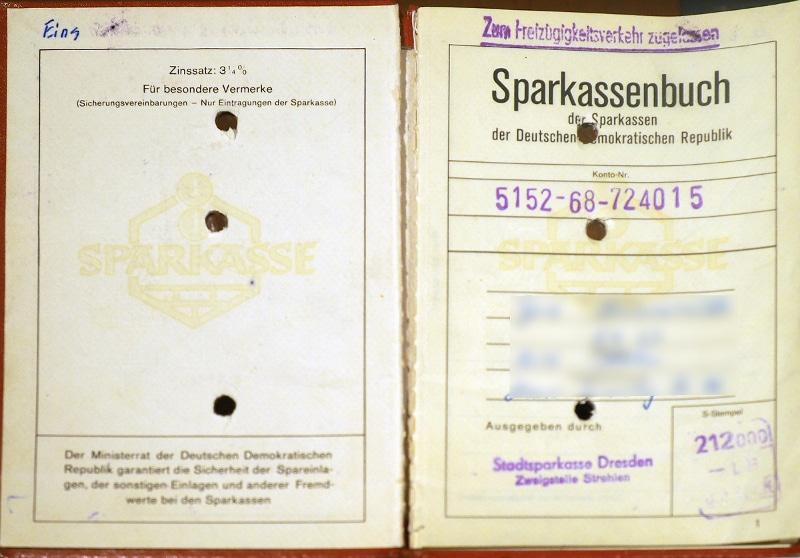 Eing
Zinssatz: 3¼%
Für besondere Vermerke
(Sicherungsvereinbarungen – Nur Eintragungen der Sparkasse)
SPARKASSE
Der Ministerrat der Deutschen Demokratischen
Republik garantiert die Sicherheit der Spareinla-
gen, der sonstigen Einlagen und anderer Fremd-
werte bei den Sparkassen
Zum Freizügigkeitsverkehr zugelassen
Sparkassenbuch
der Sparkassen
der Deutschen Demokratischen Republik
Konto-Nr.
5152-68-724015
SPARKASSE
Ausgegeben durch
Stadtsparkasse Dresden
Zweigstelle Strehlen
S-Stempel
212000
1